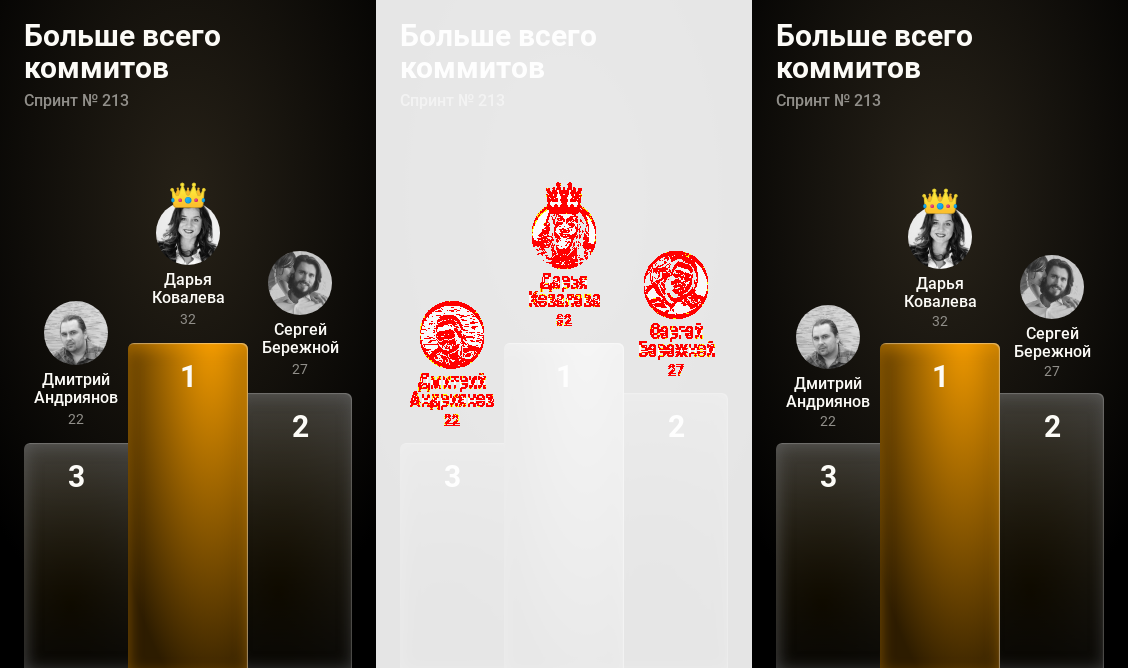 Больше всего
коммитов
Спринт № 213
Дарья
Ковалева
32
Сергей
Бережной
27
Дмитрий
Андриянов
22
1
2
3
Больше всего
коммитов
Спринт № 213
27
22
1
2
3
Больше всего
коммитов
Спринт № 213
Дарья
Ковалева
32
Сергей
Бережной
27
Дмитрий
Андриянов
22
1
2
3